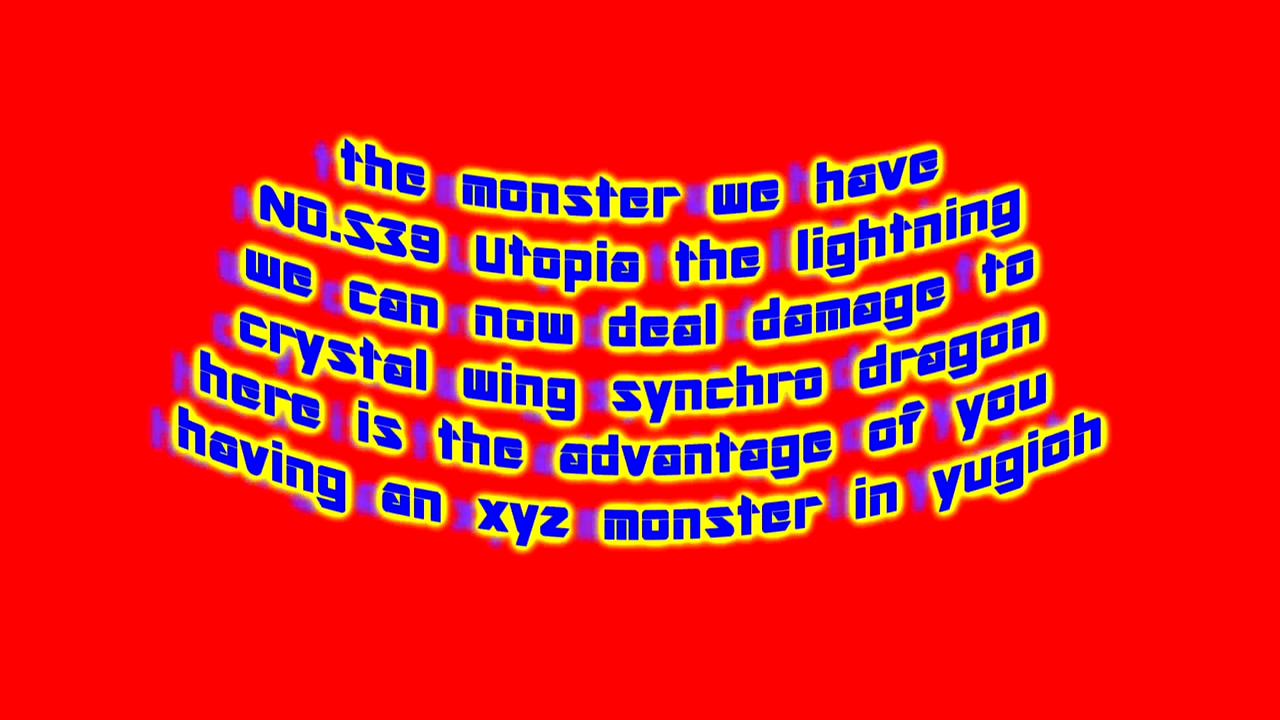 the monster we have
NO.S39 Utopia the lightning
we can now deal damage to
crystal wing synchro dragon
here is the advantage of you
having an xyz monster in yugioh